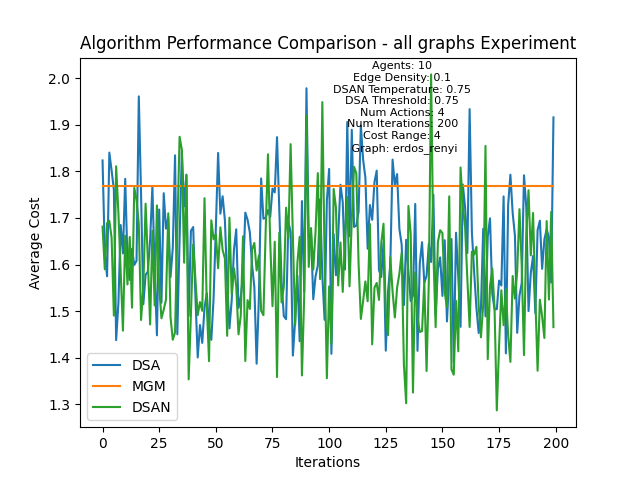 Algorithm Performance Comparison - all graphs Experiment
Agents: 10
Edge Density: 0.1
DSAN Temperature: 0.75
DSA Threshold: 0.75
Num Actions: 4
Num Iterations: 200
Cost Range: 4
Graph: erdos_renyi
2.0
1.9
1.8
1.7
1.6
1.5
1.4
1.3
Average Cost
DSA
MGM
DSAN
0 25 50 75 100 125 150 175 200
Iterations